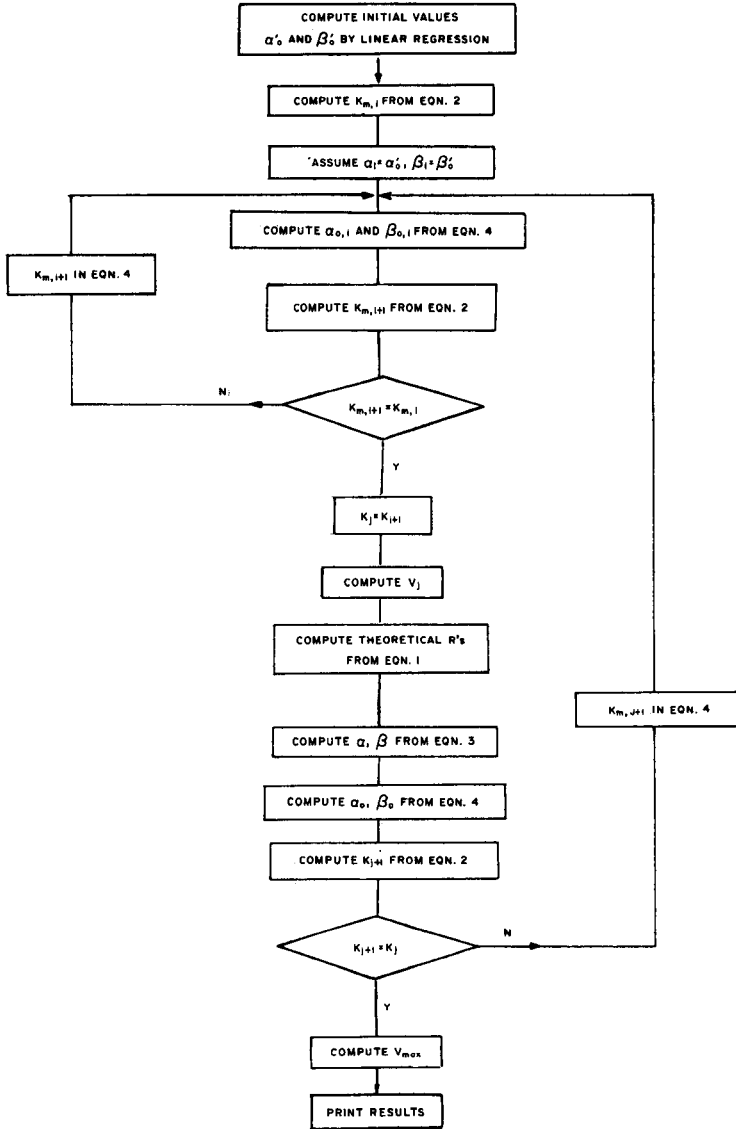 COMPUTE INITIAL VALUES
α'₀ AND β'₀ BY LINEAR REGRESSION
COMPUTE Kₘ,ᵢ FROM EQN. 2
'ASSUME αᵢ=α'₀, βᵢ=β'₀
COMPUTE α₀,ᵢ AND β₀,ᵢ FROM EQN. 4
Kₘ,ᵢ₊₁ IN EQN. 4
COMPUTE Kₘ,ᵢ₊₁ FROM EQN. 2
N
Kₘ,ᵢ₊₁ = Kₘ,ᵢ
Y
Kⱼ=Kᵢ₊₁
COMPUTE Vⱼ
COMPUTE THEORETICAL R's
FROM EQN. 1
Kₘ,ⱼ₊₁ IN EQN. 4
COMPUTE α, β FROM EQN. 3
COMPUTE α₀, β₀ FROM EQN. 4
COMPUTE Kⱼ₊₁ FROM EQN. 2
N
Kⱼ₊₁ = Kⱼ
Y
COMPUTE Vmax
PRINT RESULTS